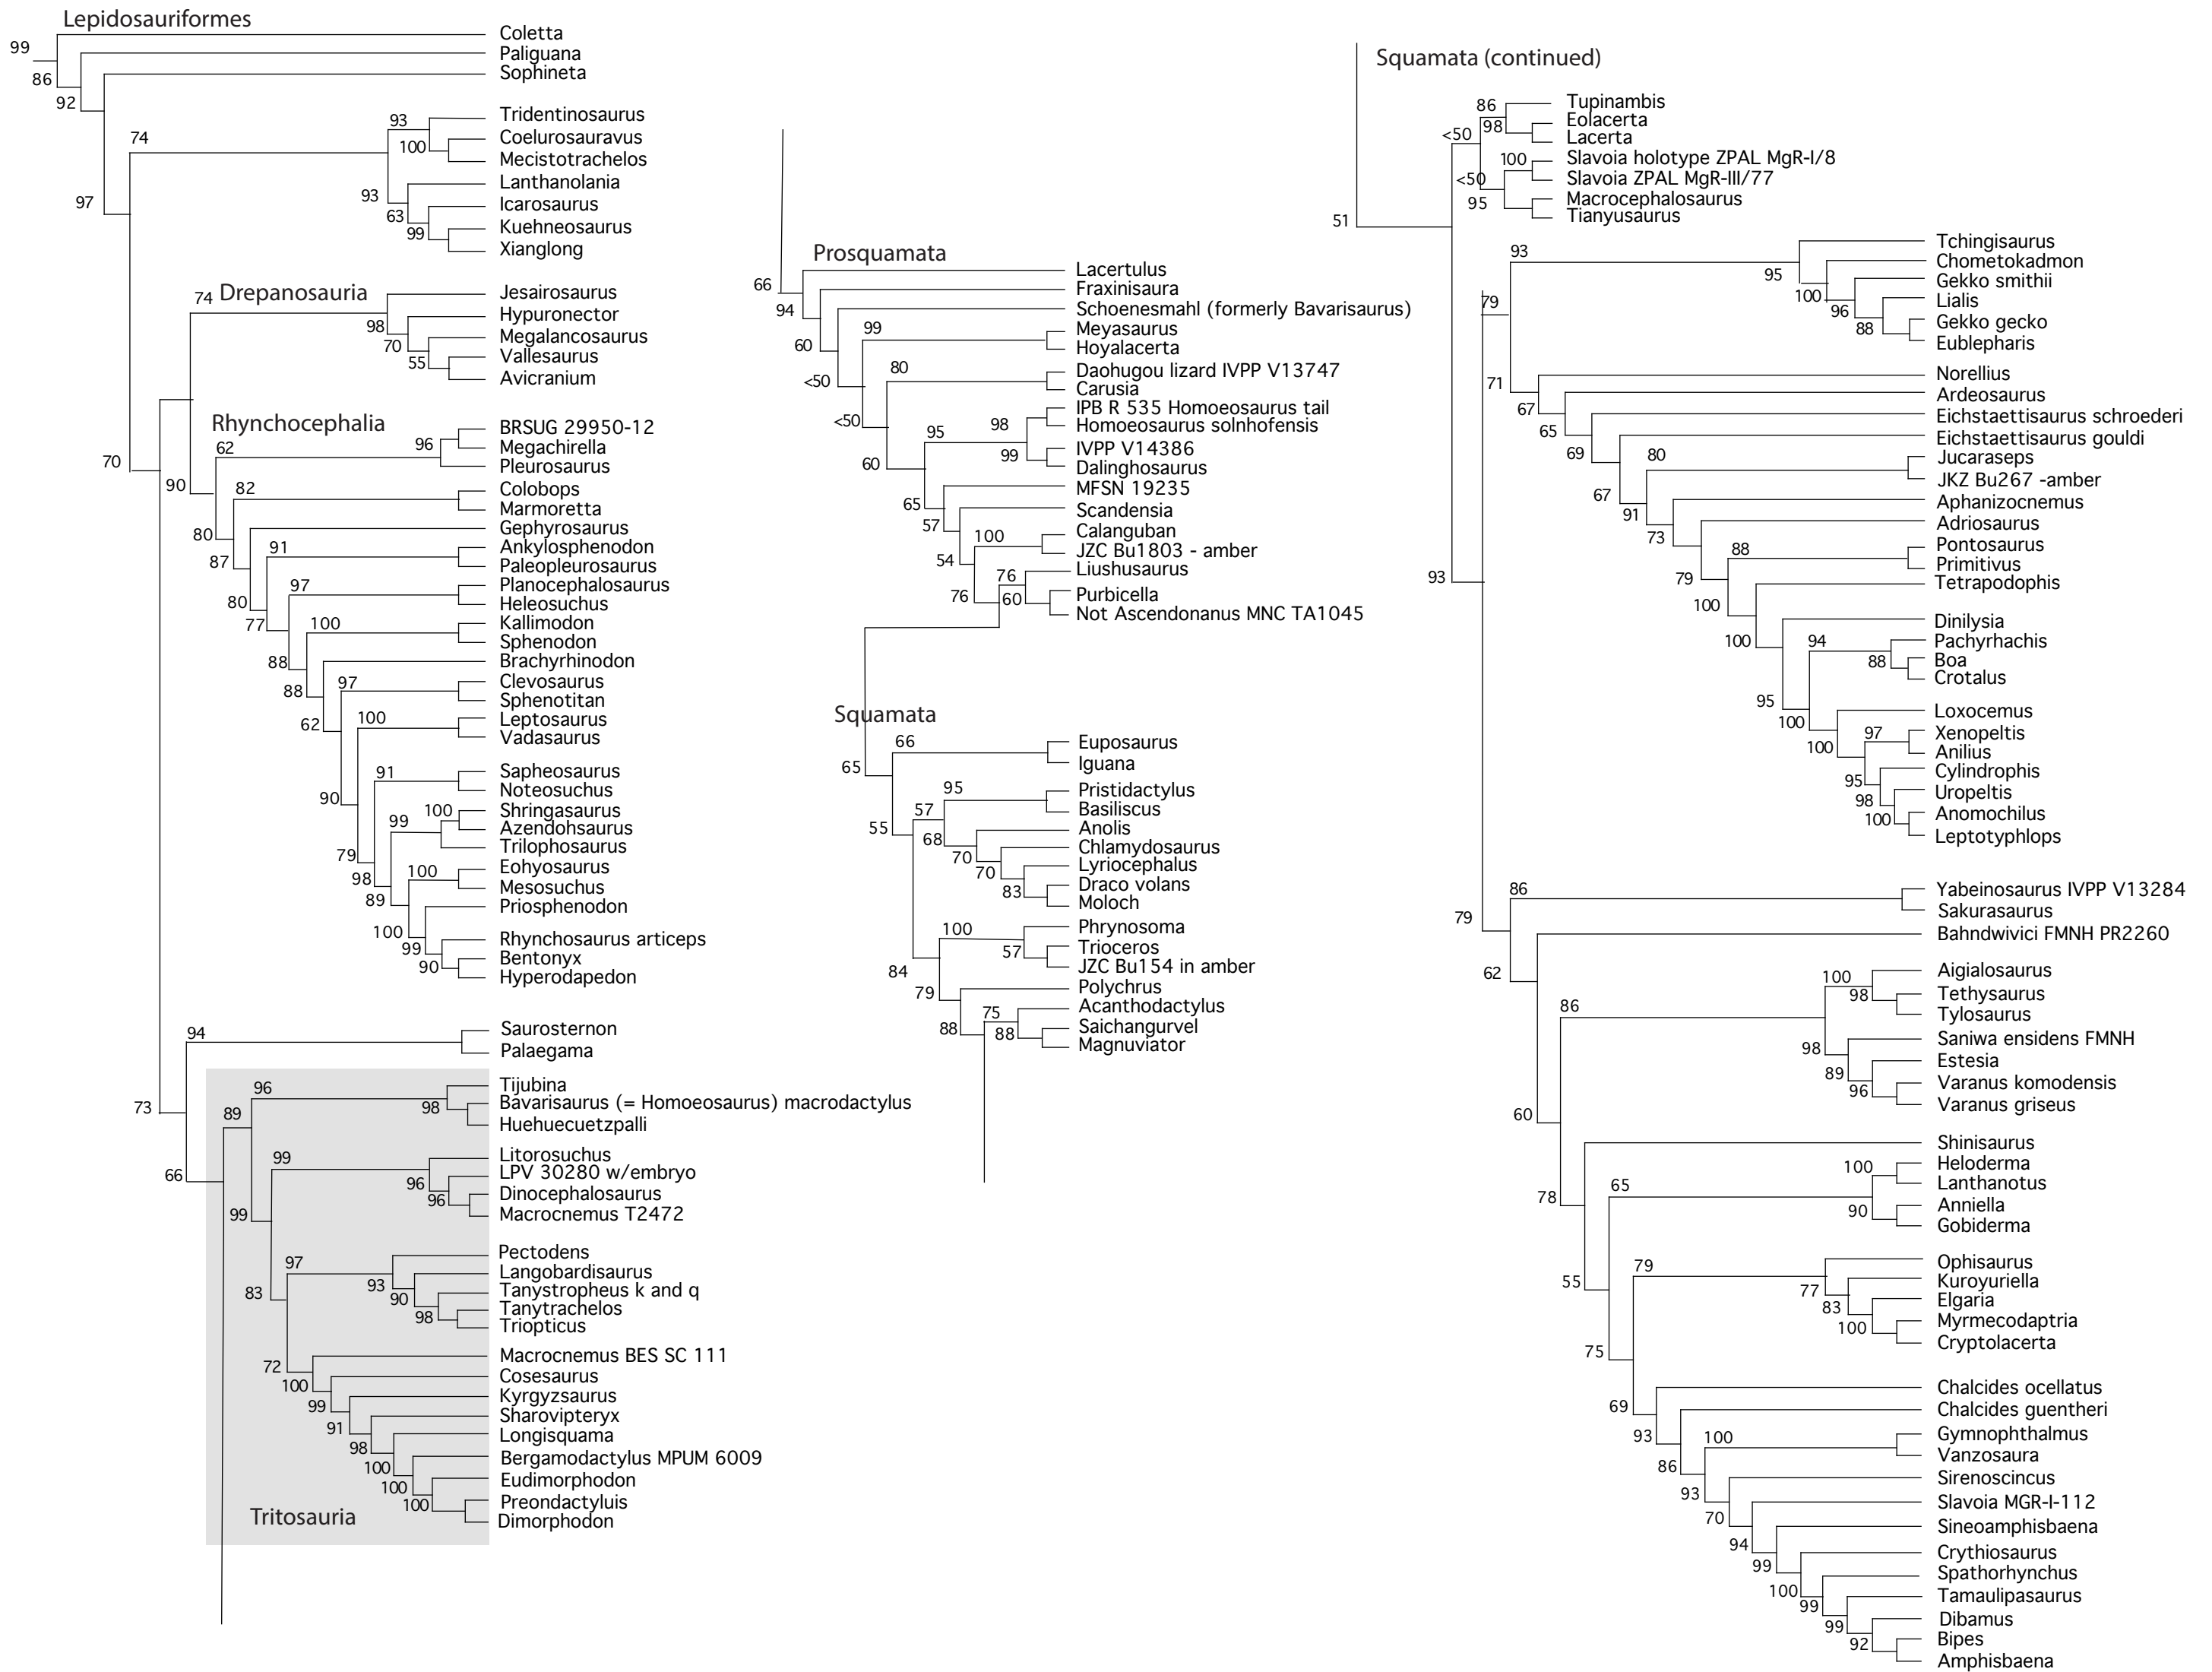 Lepidosauriformes
99
Coletta
86
Paliguana
92
Sophineta
74
93
Tridentinosaurus
100
Coelurosauravus
Mecistotrachelos
97
93
Lanthanolania
63
Icarosaurus
99
Kuehneosaurus
Xianglong
74 Drepanosauria
Jesairosaurus
98
Hypuronector
70
Megalancosaurus
55
Vallesaurus
Avicranium
Rhynchocephalia
70
90
62
96
BRSUG 29950-12
Megachirella
Pleurosaurus
82
Colobops
Marmoretta
80
Gephyrosaurus
87
91
Ankylosphenodon
Paleopleurosaurus
80
97
Planocephalosaurus
Heleosuchus
77
100
Kallimodon
Sphenodon
88
Brachyrhinodon
88
97
Clevosaurus
Sphenotitan
62
100
Leptosaurus
Vadasaurus
90
91
Sapheosaurus
Noteosuchus
79
99
100
Shringasaurus
Azendohsaurus
Trilophosaurus
98
100
Eohyosaurus
Mesosuchus
89
Priosphenodon
100
99
Rhynchosaurus articeps
90
Bentonyx
Hyperodapedon
73
94
Saurosternon
Palaegama
66
89
96
Tijubina
98
Bavarisaurus (= Homoeosaurus) macrodactylus
Huehuecuetzpalli
99
99
Litorosuchus
96
LPV 30280 w/embryo
96
Dinocephalosaurus
Macrocnemus T2472
83
97
Pectodens
93
Langobardisaurus
90
Tanystropheus k and q
98
Tanytrachelos
Triopticus
72
Macrocnemus BES SC 111
100
Cosesaurus
99
Kyrgyzsaurus
91
Sharovipteryx
98
Longisquama
100
Bergamodactylus MPUM 6009
100
Eudimorphodon
100
Preondactyluis
Dimorphodon
Tritosauria
Prosquamata
66
Lacertulus
94
Fraxinisaura
60
Schoenesmahl (formerly Bavarisaurus)
<50
99
Meyasaurus
Hoyalacerta
<50
80
Daohugou lizard IVPP V13747
Carusia
60
95
98
IPB R 535 Homoeosaurus tail
Homoeosaurus solnhofensis
99
IVPP V14386
Dalinghosaurus
65
MFSN 19235
57
Scandensia
54
100
Calanguban
JZC Bu1803 - amber
76
76
Liushusaurus
60
Purbicella
Not Ascendonanus MNC TA1045
Squamata
65
66
Euposaurus
Iguana
55
57
95
Pristidactylus
Basiliscus
68
Anolis
70
Chlamydosaurus
70
Lyriocephalus
83
Draco volans
Moloch
84
100
Phrynosoma
57
Trioceros
JZC Bu154 in amber
79
Polychrus
88
75
Acanthodactylus
88
Saichangurvel
Magnuviator
Squamata (continued)
51
<50
86
Tupinambis
98
Eolacerta
Lacerta
<50
100
Slavoia holotype ZPAL MgR-I/8
Slavoia ZPAL MgR-III/77
95
Macrocephalosaurus
Tianyusaurus
93
79
93
95
Tchingisaurus
100
Chometokadmon
96
Gekko smithii
88
Lialis
Gekko gecko
Eublepharis
71
Norellius
67
Ardeosaurus
65
Eichstaettisaurus schroederi
69
Eichstaettisaurus gouldi
67
80
Jucaraseps
JKZ Bu267 -amber
91
Aphanizocnemus
73
Adriosaurus
79
88
Pontosaurus
Primitivus
100
Tetrapodophis
100
Dinilysia
95
94
Pachyrhachis
88
Boa
Crotalus
100
Loxocemus
100
97
Xenopeltis
Anilius
95
Cylindrophis
98
Uropeltis
100
Anomochilus
Leptotyphlops
79
86
Yabeinosaurus IVPP V13284
Sakurasaurus
62
Bahndwivici FMNH PR2260
60
86
100
Aigialosaurus
98
Tethysaurus
Tylosaurus
98
Saniwa ensidens FMNH
89
Estesia
96
Varanus komodensis
Varanus griseus
78
Shinisaurus
55
65
100
Heloderma
Lanthanotus
90
Anniella
Gobiderma
75
79
Ophisaurus
77
Kuroyuriella
83
Elgaria
100
Myrmecodaptria
Cryptolacerta
69
Chalcides ocellatus
93
Chalcides guentheri
86
100
Gymnophthalmus
Vanzosaura
93
Sirenoscincus
70
Slavoia MGR-I-112
94
Sineoamphisbaena
99
Crythiosaurus
100
Spathorhynchus
99
Tamaulipasaurus
99
Dibamus
92
Bipes
Amphisbaena